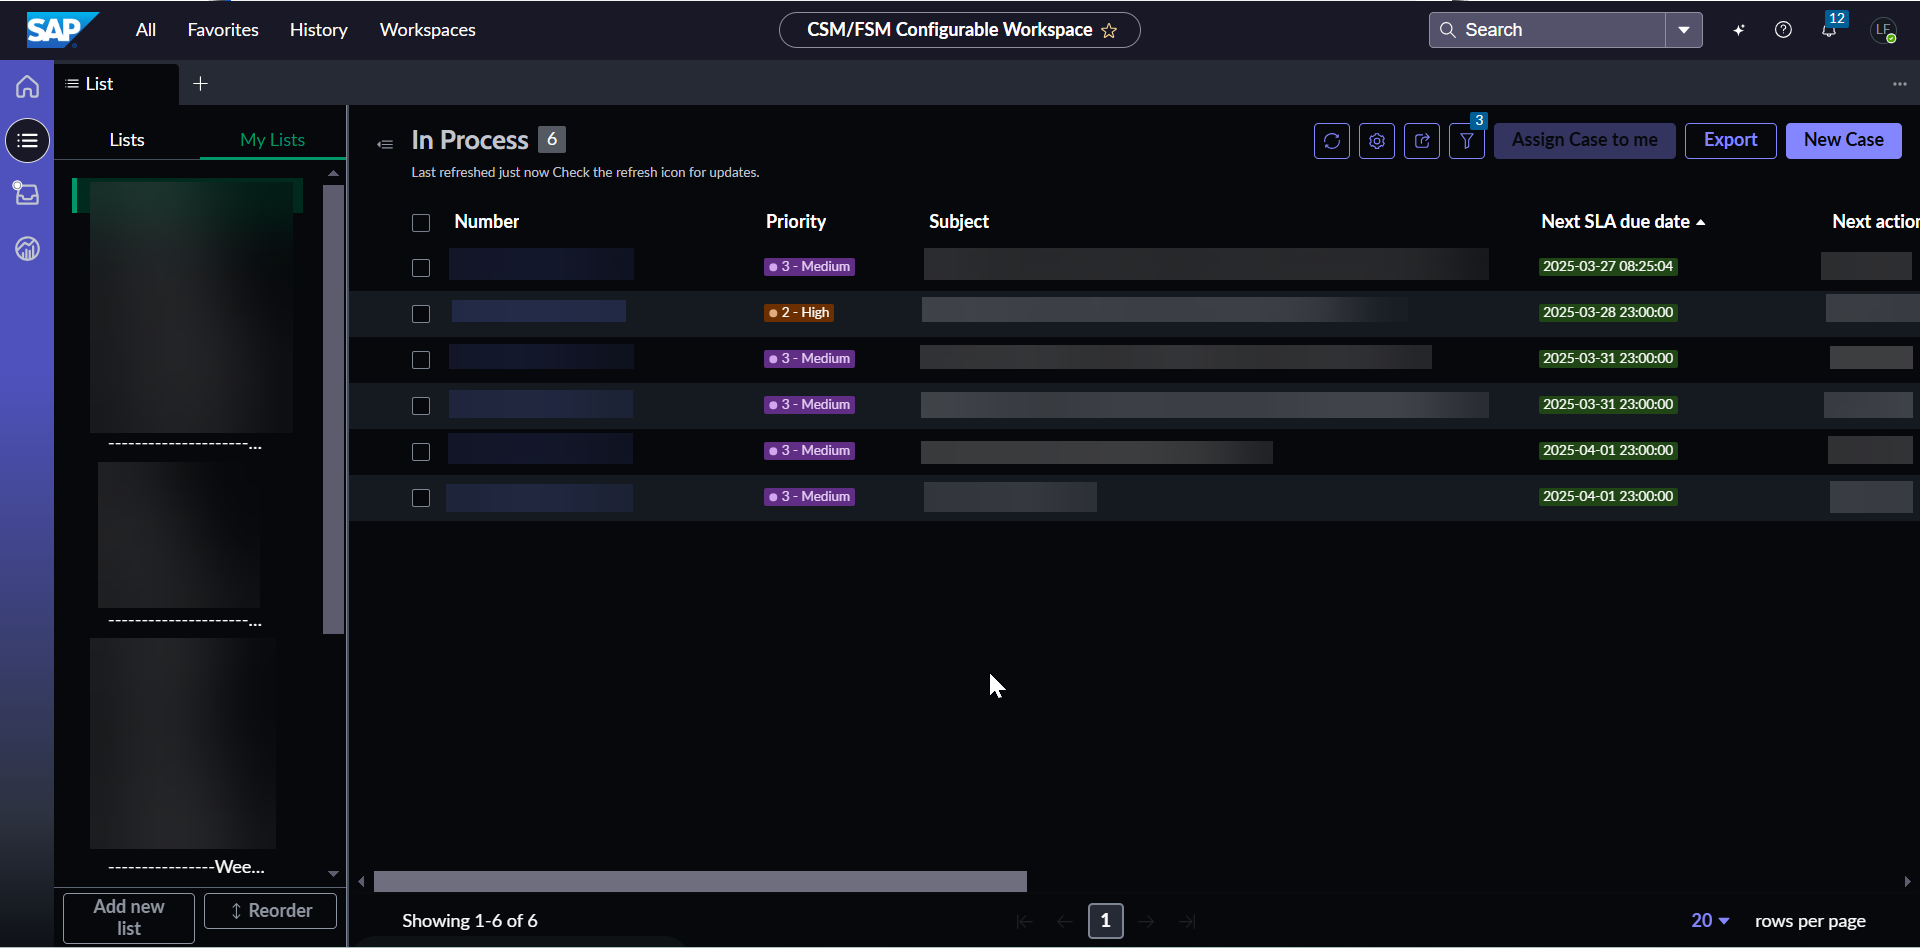 SAP All Favorites History Workspaces CSM/FSM Configurable Workspace Search 12 LF
List
Lists My Lists
---------------------...
---------------------...
----------------Wee...
Add new list
Reorder
In Process 6
Last refreshed just now Check the refresh icon for updates.
3
Assign Case to me Export New Case
Number Priority Subject Next SLA due date Next action
3 - Medium 2025-03-27 08:25:04
2 - High 2025-03-28 23:00:00
3 - Medium 2025-03-31 23:00:00
3 - Medium 2025-03-31 23:00:00
3 - Medium 2025-04-01 23:00:00
3 - Medium 2025-04-01 23:00:00
Showing 1-6 of 6 1 20 rows per page